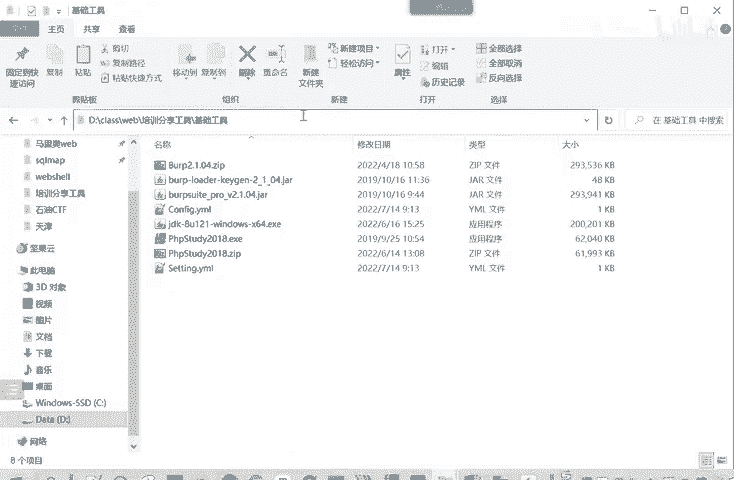 基础工具
主页 共享 查看
固定到快速访问
复制
粘贴
剪切
复制路径
粘贴快捷方式
剪贴板
移动到
复制到
删除
重命名
组织
新建文件夹
新建项目
轻松访问
新建
属性
打开
编辑
历史记录
打开
全部选择
全部取消
反向选择
选择
D:\class\web\培训分享工具\基础工具
在 基础工具 中搜索
名称 修改日期 类型 大小
Burp2.1.04.zip 2022/4/18 10:58 ZIP 文件 293,536 KB
burp-loader-keygen-2_1_04.jar 2019/10/16 11:36 JAR 文件 48 KB
burpsuite_pro_v2.1.04.jar 2019/10/16 9:44 JAR 文件 293,941 KB
Config.yml 2022/7/14 9:13 YML 文件 1 KB
jdk-8u121-windows-x64.exe 2022/6/16 15:25 应用程序 200,201 KB
PhpStudy2018.exe 2019/9/25 10:54 应用程序 62,040 KB
PhpStudy2018.zip 2022/6/14 13:08 ZIP 文件 61,993 KB
Setting.yml 2022/7/14 9:13 YML 文件 1 KB
sqlmap
webshell
培训分享工具
石油CTF
天津
坚果云
此电脑
3D 对象
视频
图片
文档
下载
音乐
桌面
Windows-SSD (C:)
Data (D:)
网络
8 个项目